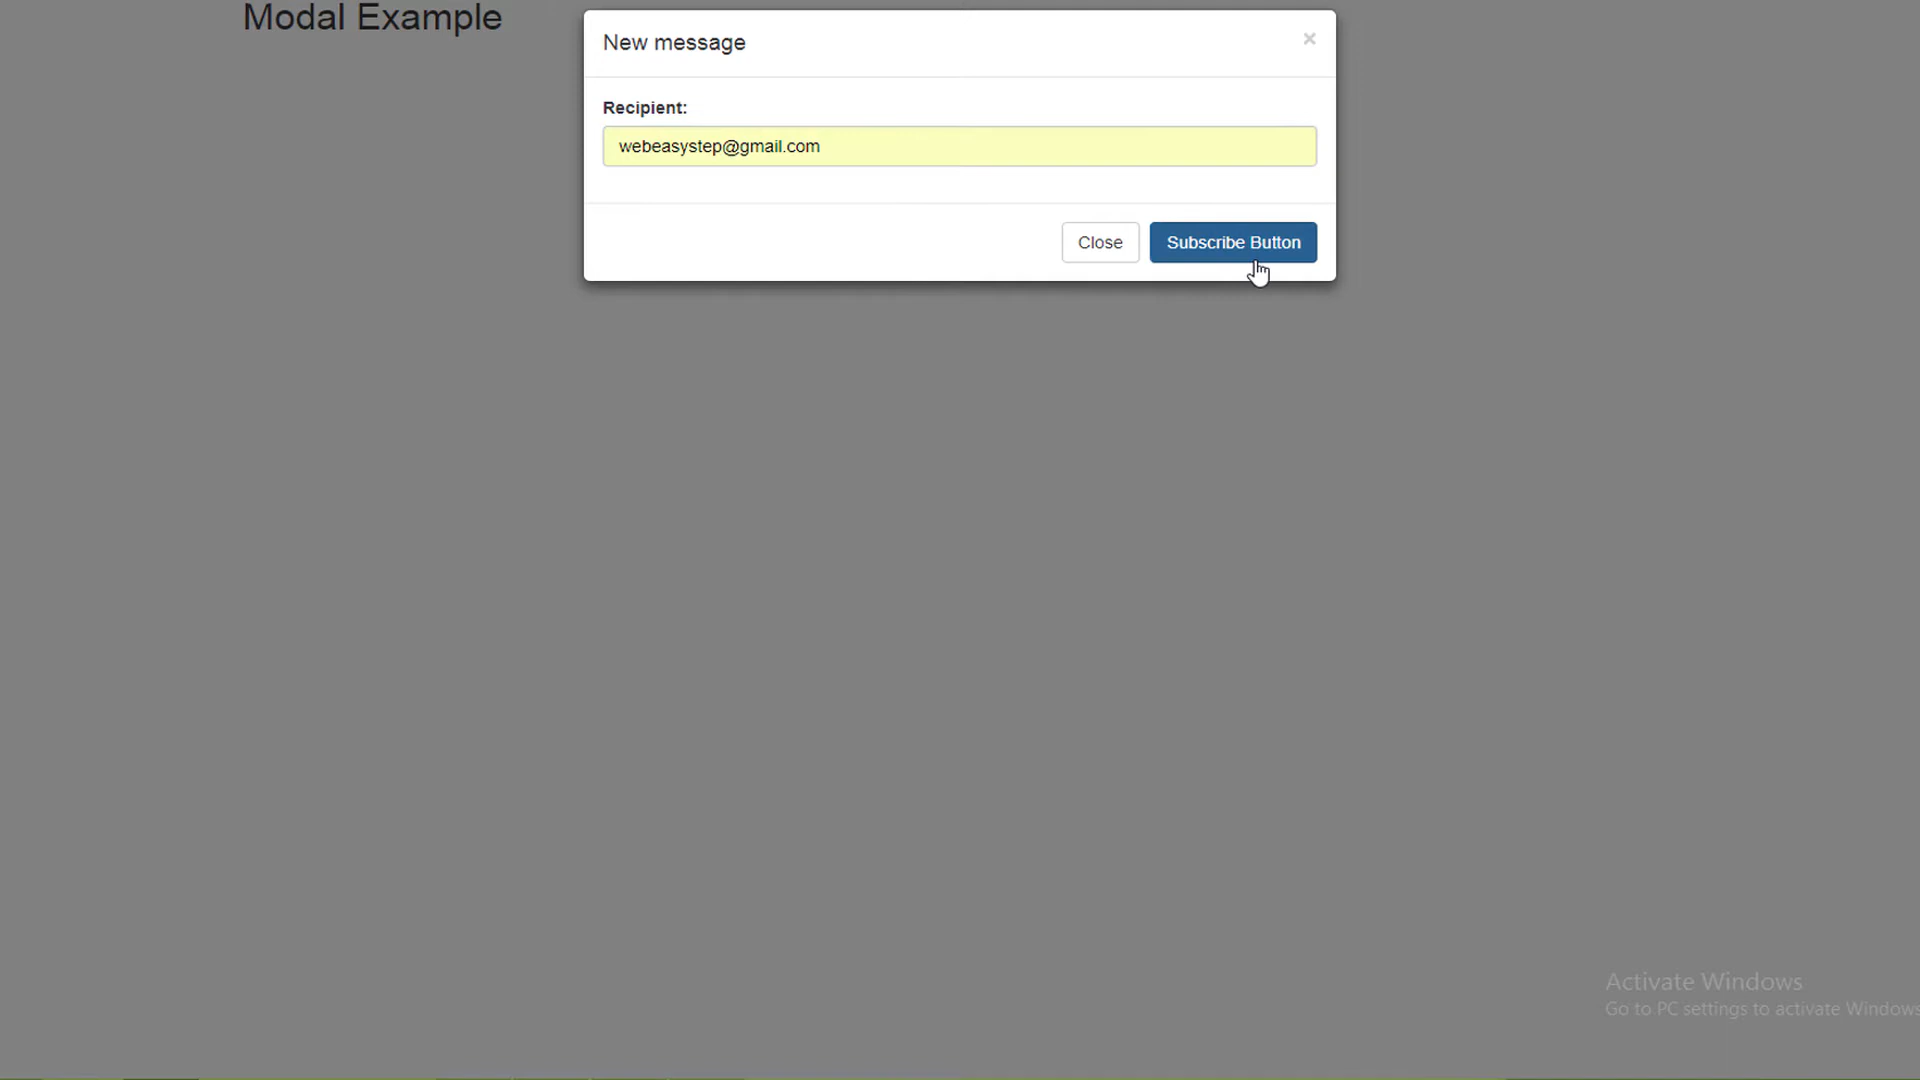 Modal Example
New message
×
Recipient:
webeasystep@gmail.com
Close
Subscribe Button
Activate Windows
Go to PC settings to activate Windows